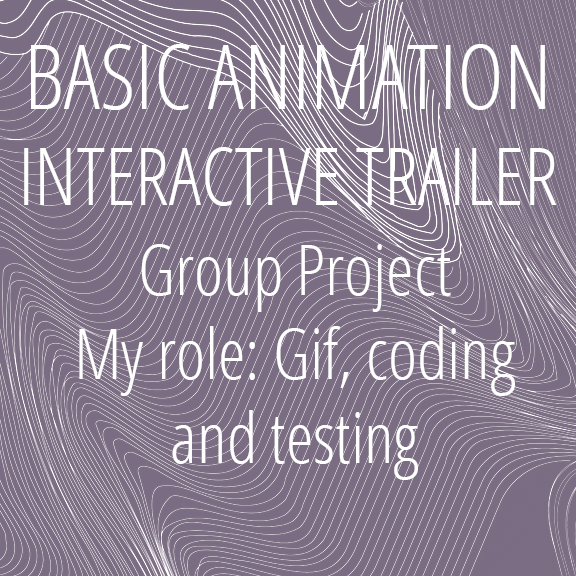 BASIC ANIMATION
INTERACTIVE TRAILER
Group Project
My role: Gif, coding
and testing